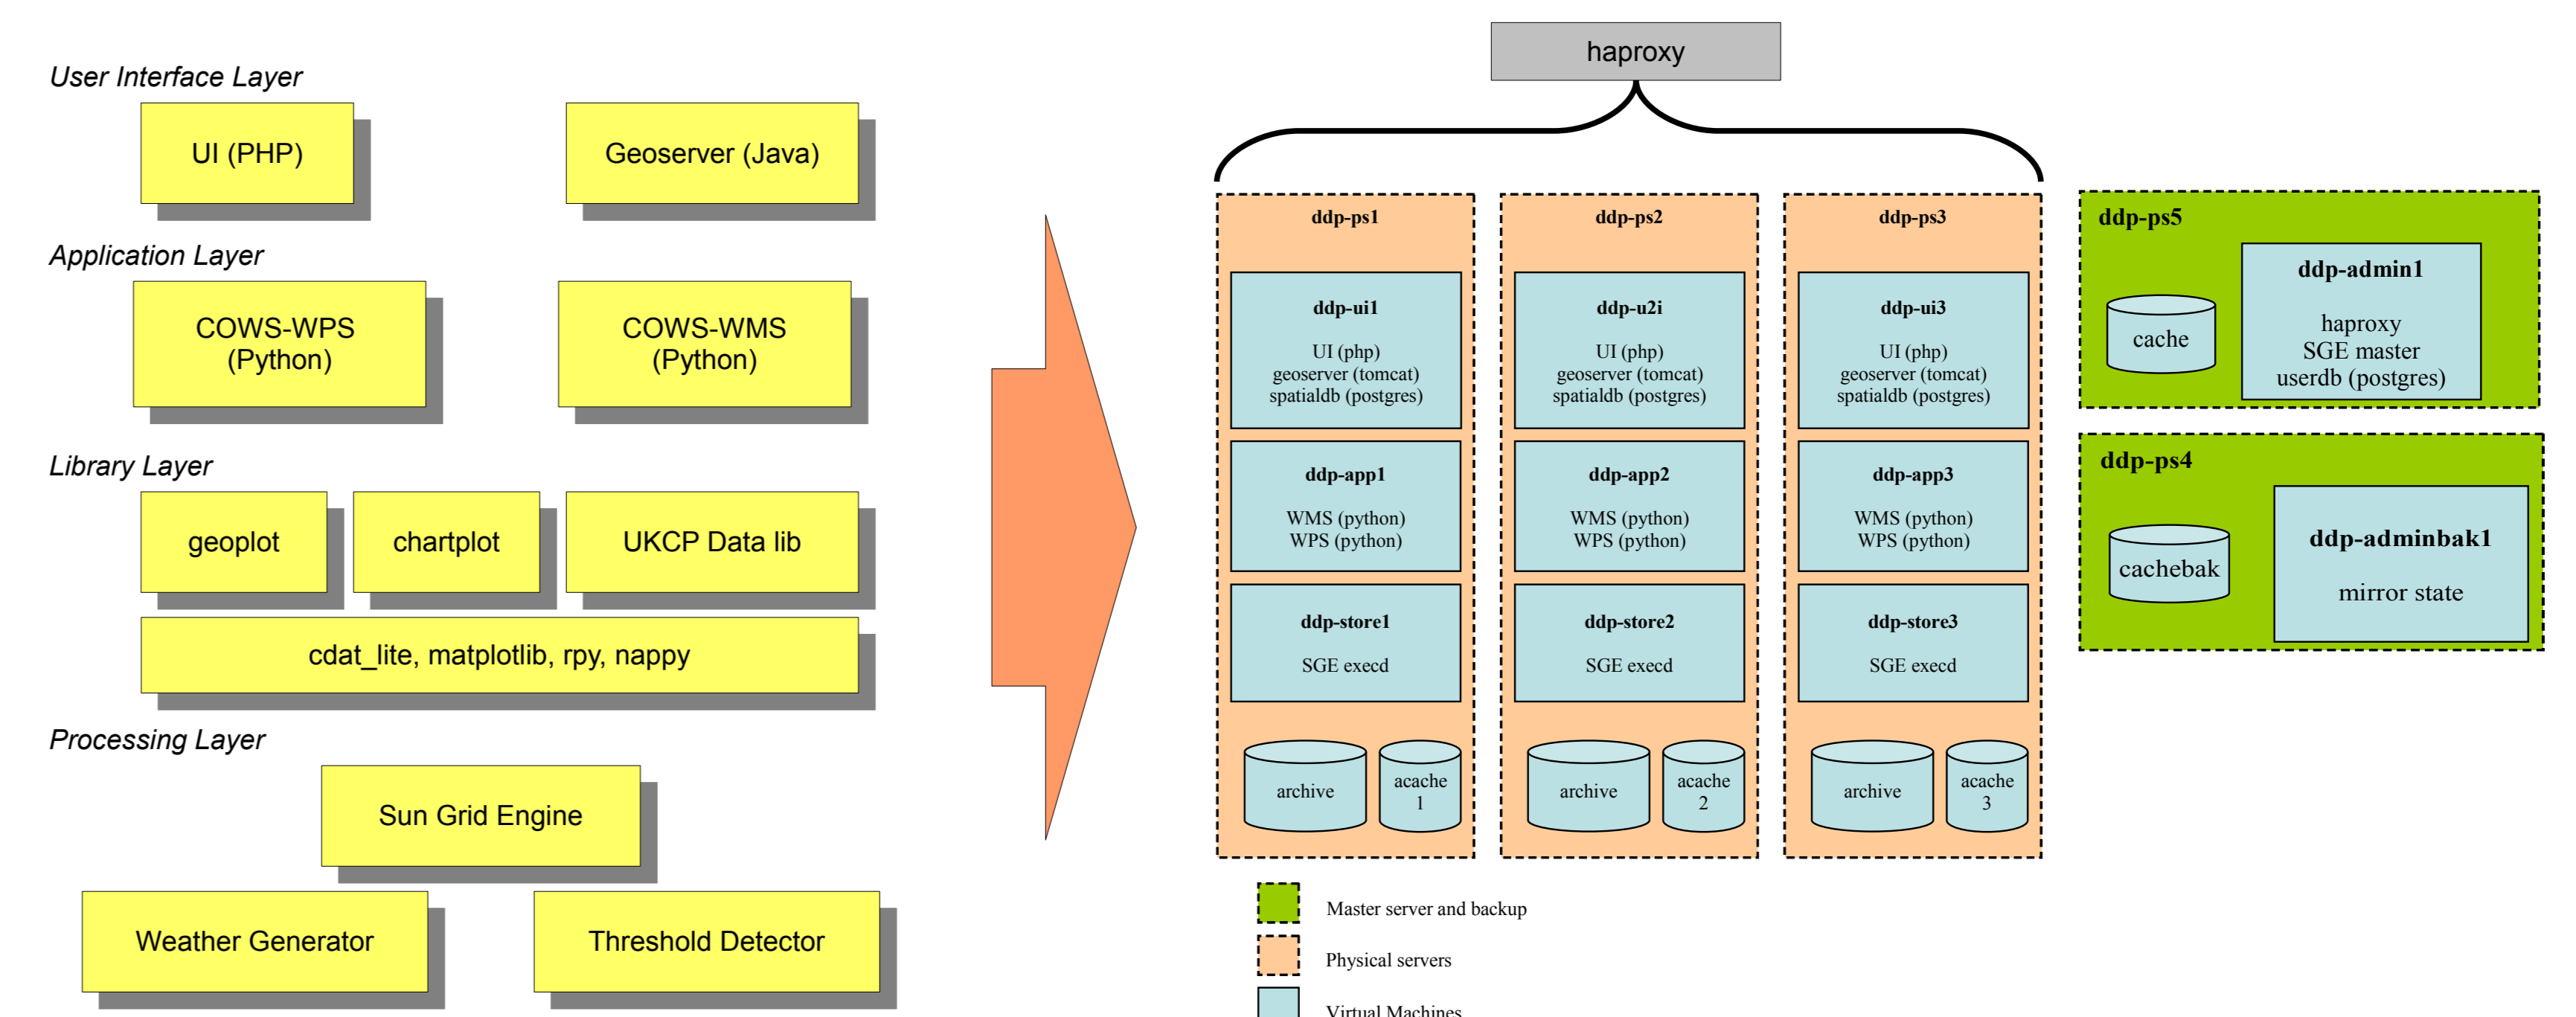 User Interface Layer
UI (PHP)
Geoserver (Java)
Application Layer
COWS-WPS
(Python)
COWS-WMS
(Python)
Library Layer
geoplot
chartplot
UKCP Data lib
cdat_lite, matplotlib, rpy, nappy
Processing Layer
Sun Grid Engine
Weather Generator
Threshold Detector
haproxy
ddp-ps1
ddp-ui1
UI (php)
geoserver (tomcat)
spatialdb (postgres)
ddp-app1
WMS (python)
WPS (python)
ddp-store1
SGE execd
archive
acache
1
ddp-ps2
ddp-u2i
UI (php)
geoserver (tomcat)
spatialdb (postgres)
ddp-app2
WMS (python)
WPS (python)
ddp-store2
SGE execd
archive
acache
2
ddp-ps3
ddp-ui3
UI (php)
geoserver (tomcat)
spatialdb (postgres)
ddp-app3
WMS (python)
WPS (python)
ddp-store3
SGE execd
archive
acache
3
ddp-ps5
cache
ddp-admin1
haproxy
SGE master
userdb (postgres)
ddp-ps4
cachebak
ddp-adminbak1
mirror state
Master server and backup
Physical servers
Virtual Machines